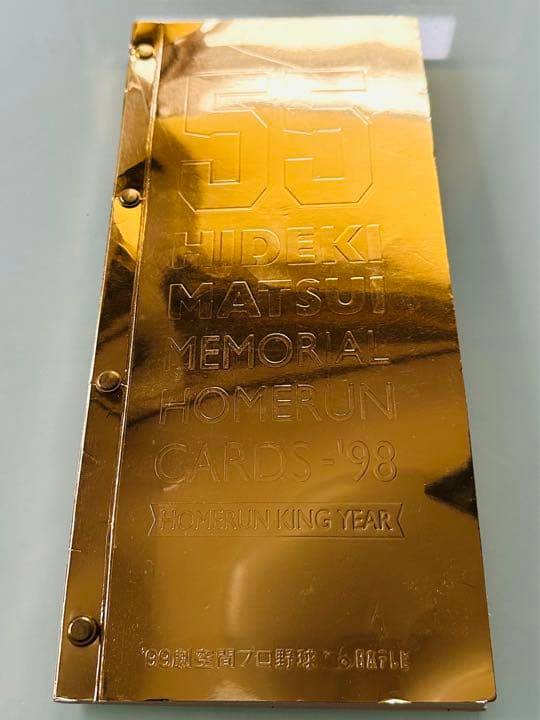 55
HIDEKI
MATSUI
MEMORIAL
HOMERUN
CARDS-'98
HOMERUN KING YEAR
'99劇空間プロ野球